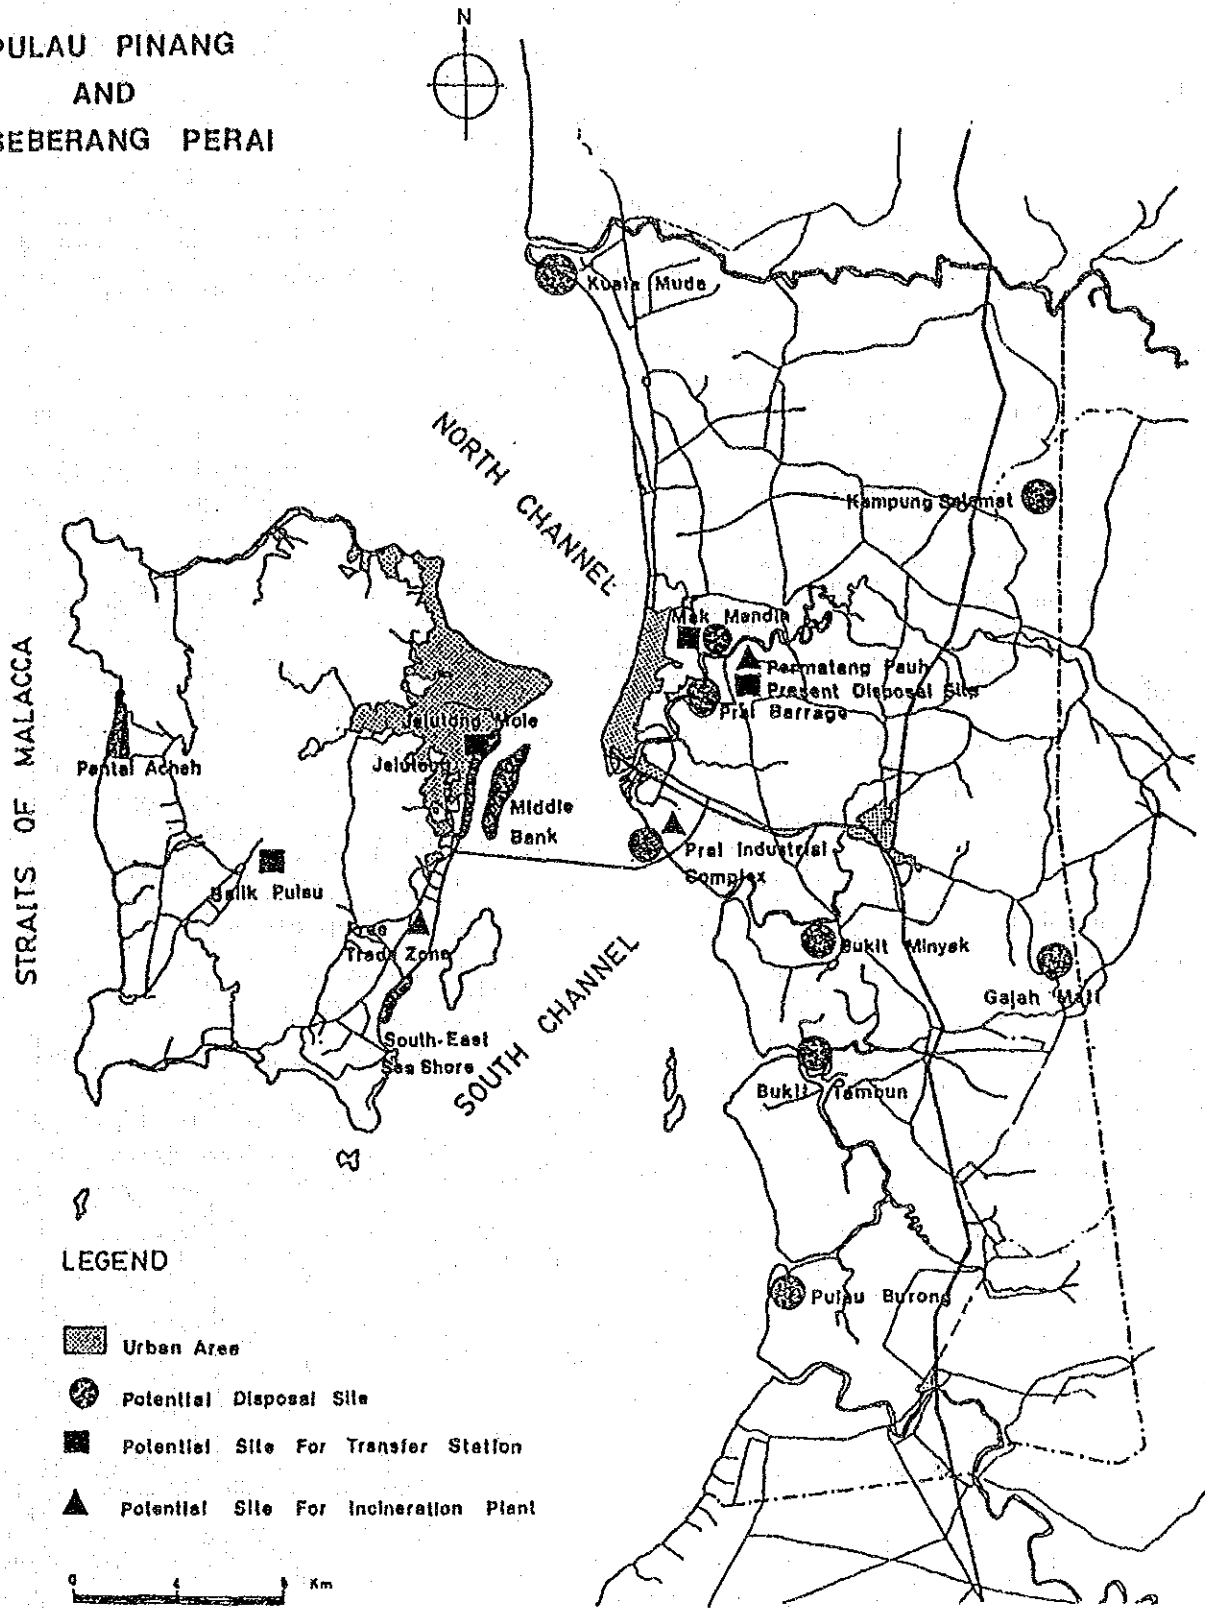 PULAU PINANG
AND
SEBERANG PERAI
N
Kuala Muda
NORTH CHANNEL
Kampung Selamat
Mak Mandin
Permatang Pauh
Present Disposal Site
Prai Barrage
STRAITS OF MALACCA
Jelutong Mole
Pantai Acheh
Jelutong
Middle
Bank
Prai Industrial
Complex
Balik Pulau
Free
Trade Zone
Bukit Minyak
SOUTH CHANNEL
Gajah Mati
South-East
Sea Shore
Bukit Tambun
Pulau Burong
LEGEND
Urban Area
Potential Disposal Site
Potential Site For Transfer Station
Potential Site For Incineration Plant
0 4 8 Km